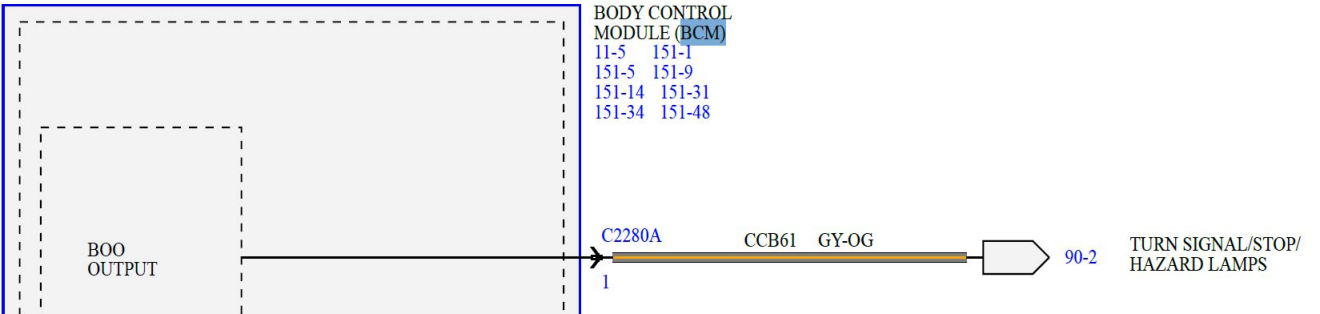 BODY CONTROL
MODULE (BCM)
11-5 151-1
151-5 151-9
151-14 151-31
151-34 151-48
BOO
OUTPUT
C2280A
1
CCB61 GY-OG
90-2
TURN SIGNAL/STOP/
HAZARD LAMPS